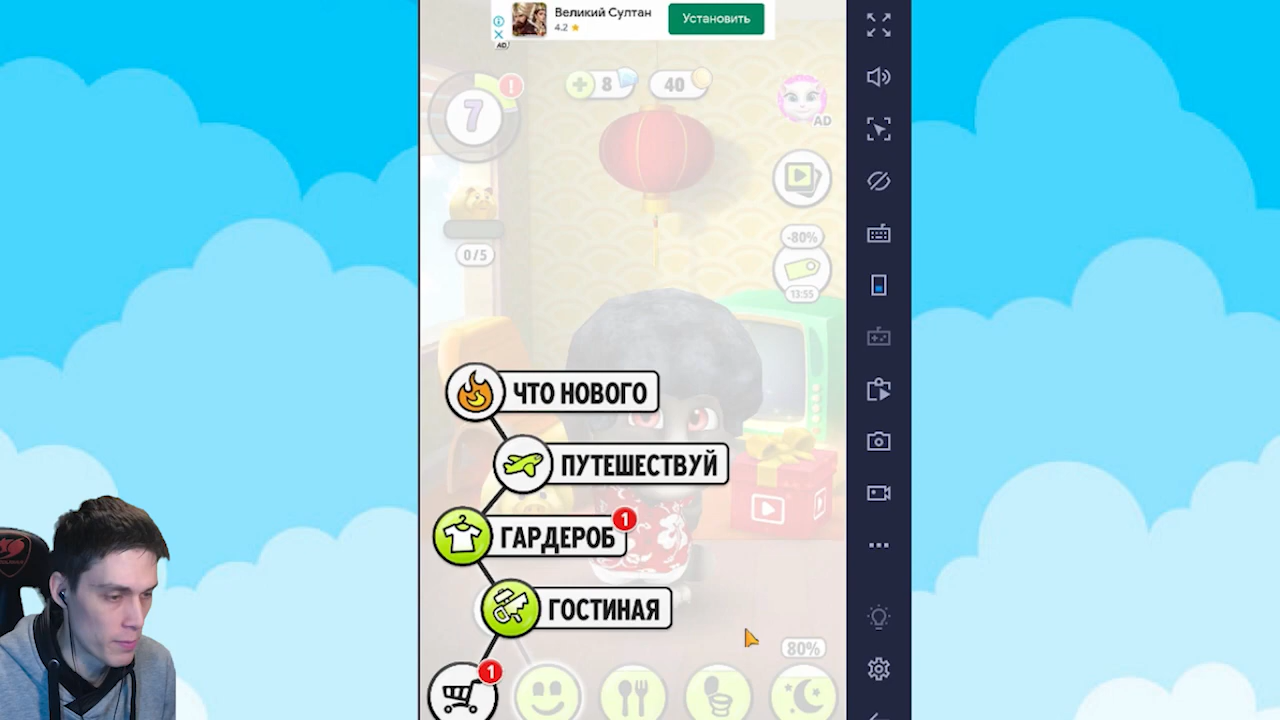 Великий Султан
4.2
Установить
AD
7
!
8
40
AD
0/5
-80%
13:55
ЧТО НОВОГО
ПУТЕШЕСТВУЙ
ГАРДЕРОБ
1
ГОСТИНАЯ
1
80%